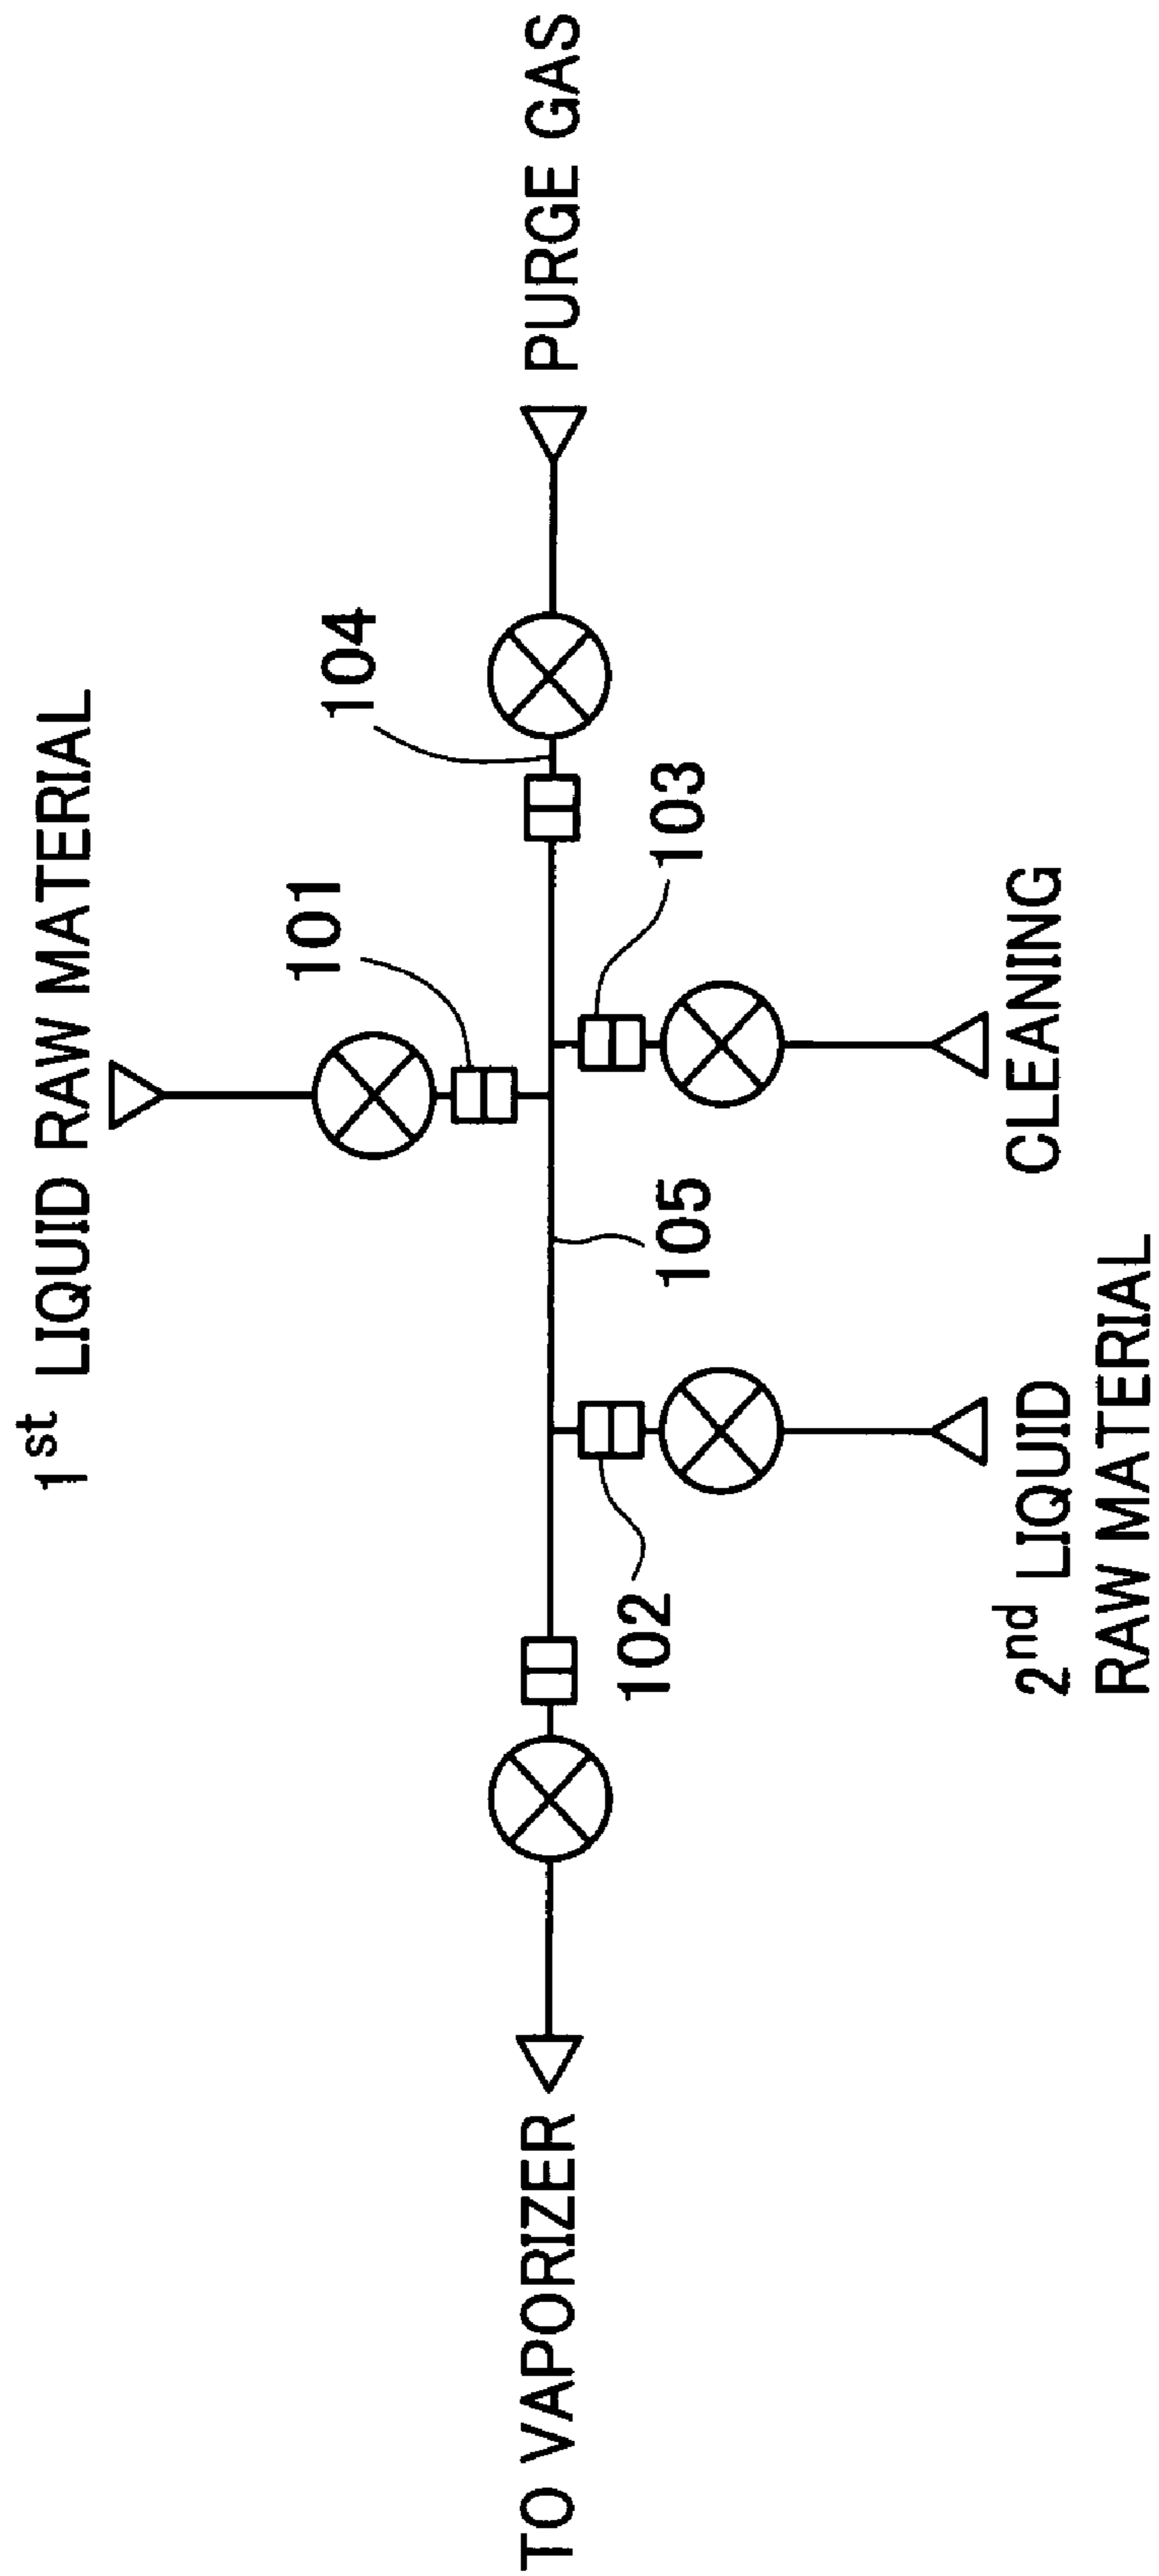 1st LIQUID RAW MATERIAL
101
104
TO VAPORIZER
PURGE GAS
102
105
103
2nd LIQUID
RAW MATERIAL
CLEANING